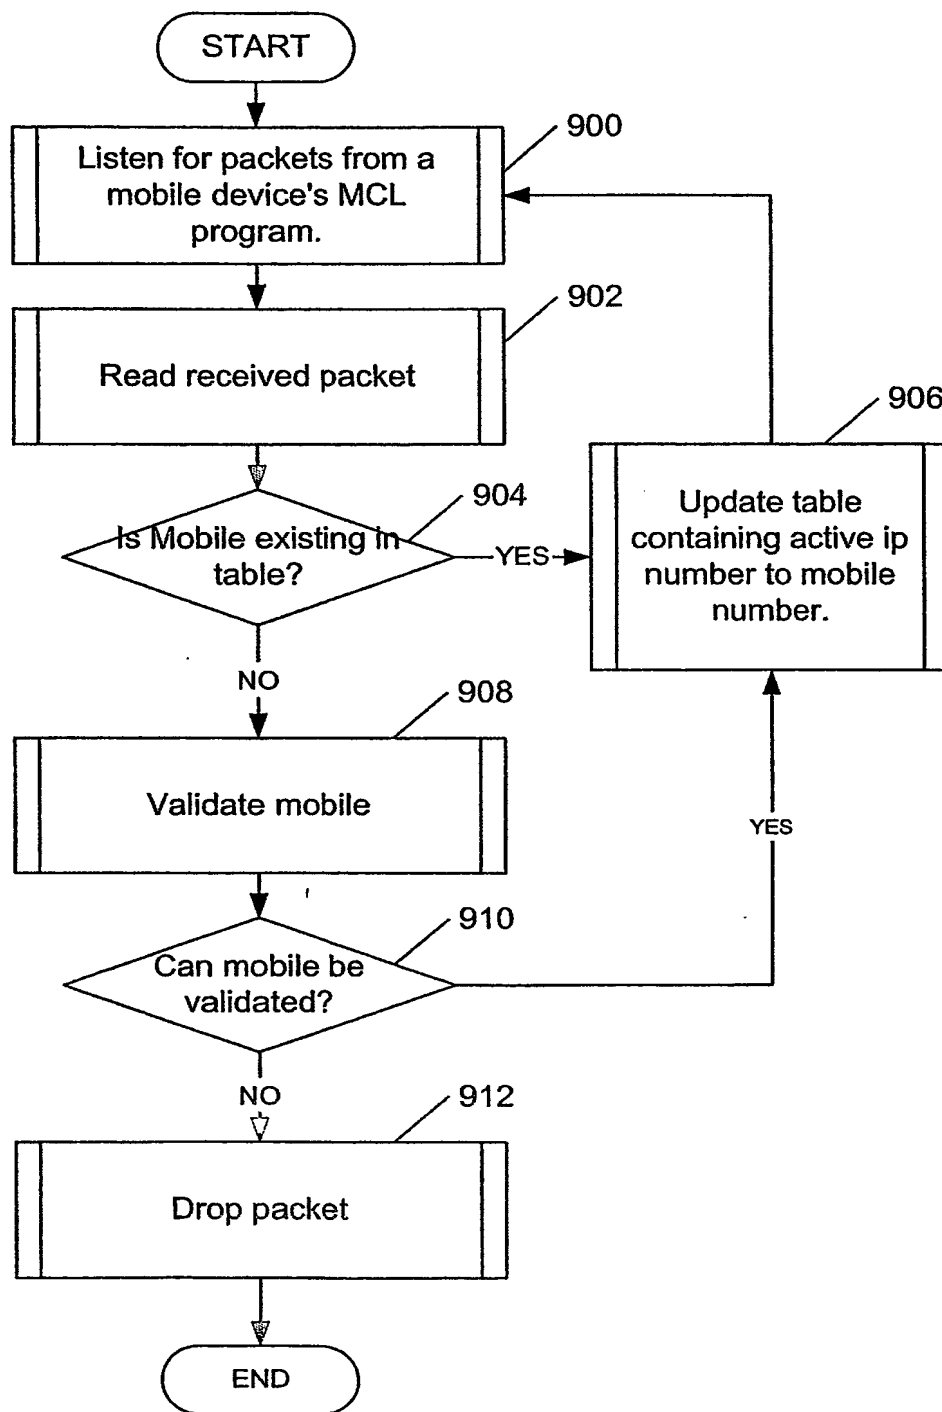 START
900
Listen for packets from a
mobile device's MCL
program.
902
Read received packet
906
904
Is Mobile existing in
table?
YES
Update table
containing active ip
number to mobile
number.
NO
908
Validate mobile
YES
910
Can mobile be
validated?
NO
912
Drop packet
END